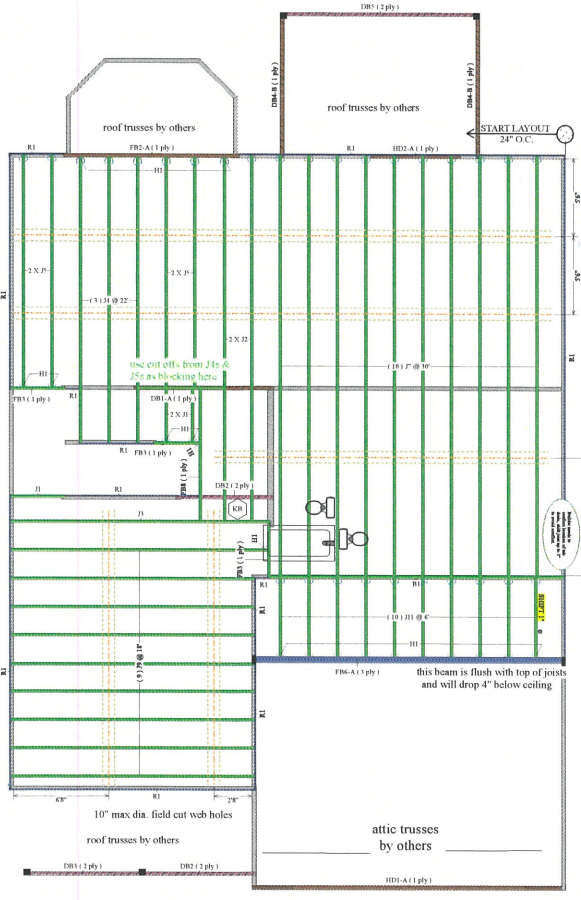 DB5 ( 2 ply )
DB4-B ( 1 ply )
DB4-B ( 1 ply )
roof trusses by others
roof trusses by others
START LAYOUT
24" O.C.
R1
FB2-A ( 1 ply )
R1
HD2-A ( 1 ply )
H1
5'6"
2 X J5
2 X J5
R1
( 3 ) J4 @ 22'
5'6"
2 X J2
R1
use cut offs from J4s &
J5s as blocking here
( 10 ) J7 @ 30'
H1
FB3 ( 1 ply )
R1
DB1-A ( 1 ply )
2 X J1
H1
R1
FB3 ( 1 ply )
H1
FB8 ( 1 ply )
DB2 ( 2 ply )
J1
R1
KB
J3
H1
FB3 ( 1 ply )
R1
B1
SHIFT 1"
( 10 ) J11 @ 6'
H1
R1
( 9 ) J9 @ 18'
FB6-A ( 3 ply )
this beam is flush with top of joists
and will drop 4" below ceiling
R1
6'8"
R1
2'8"
10" max dia. field cut web holes
roof trusses by others
attic trusses
by others
DB3 ( 2 ply )
DB2 ( 2 ply )
HD1-A ( 1 ply )